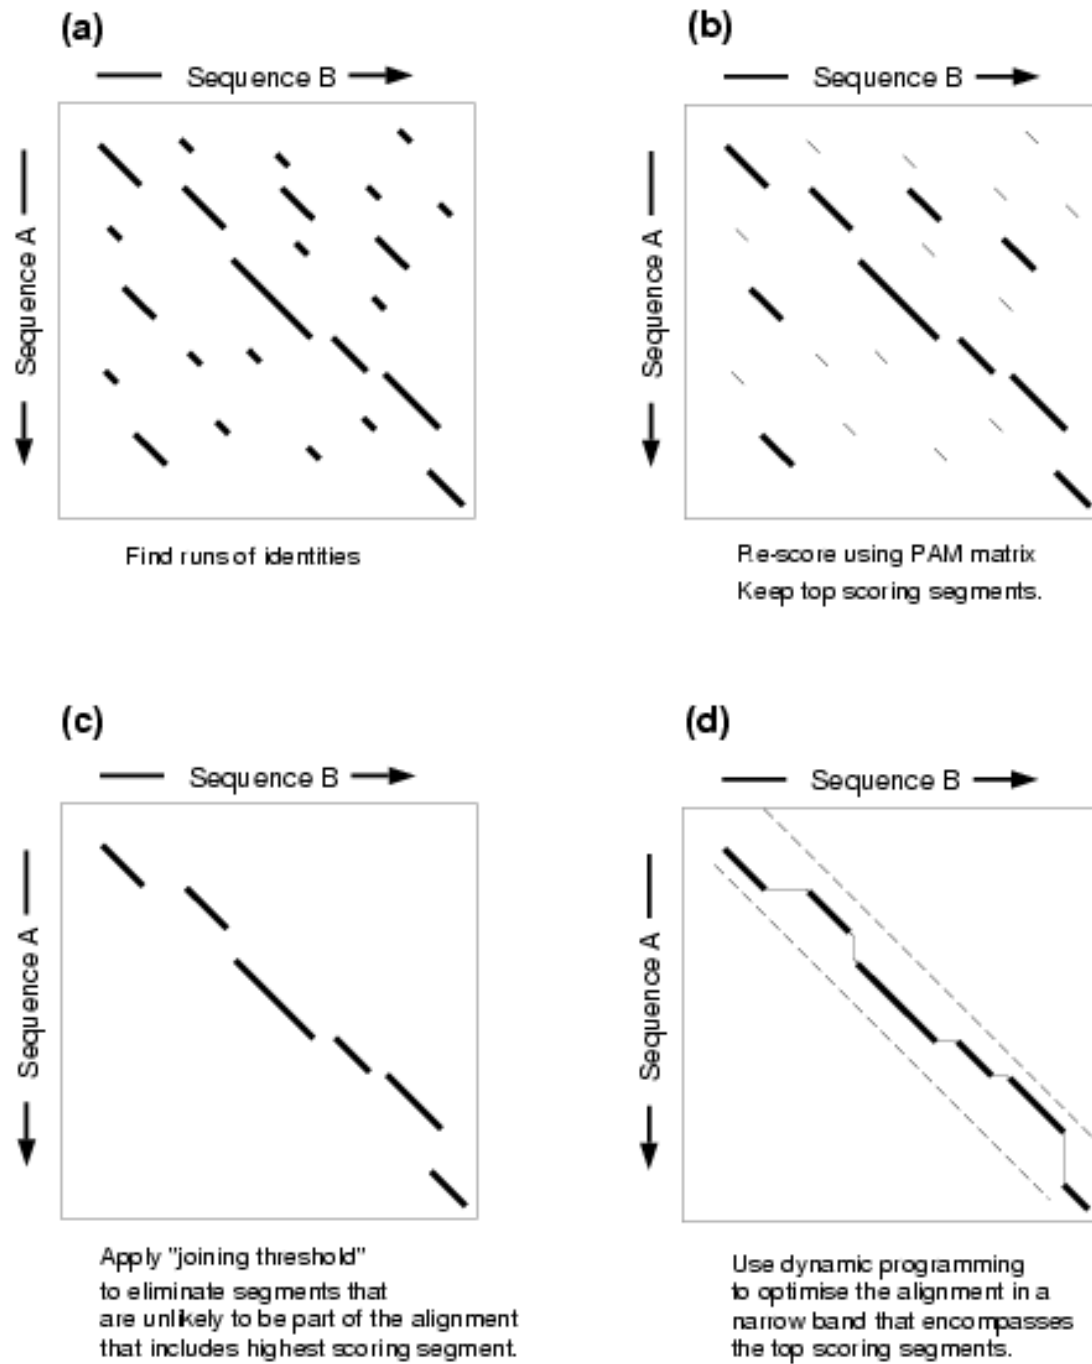 (a)
Sequence B
Sequence A
Find runs of identities
(b)
Sequence B
Sequence A
Re-score using PAM matrix
Keep top scoring segments.
(c)
Sequence B
Sequence A
Apply "joining threshold"
to eliminate segments that
are unlikely to be part of the alignment
that includes highest scoring segment.
(d)
Sequence B
Sequence A
Use dynamic programming
to optimise the alignment in a
narrow band that encompasses
the top scoring segments.